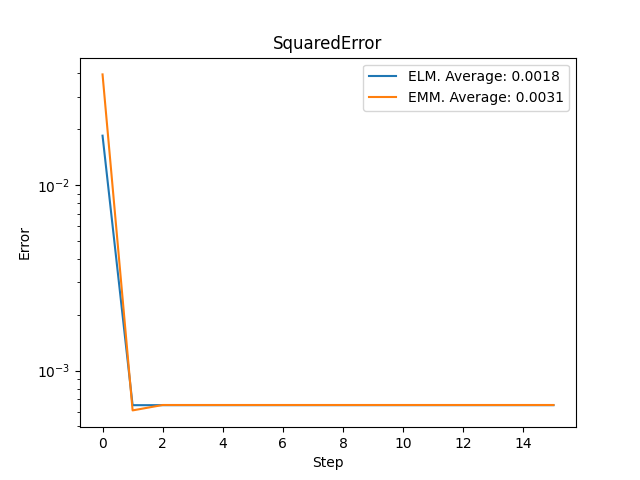 SquaredError
ELM. Average: 0.0018
EMM. Average: 0.0031
10⁻²
10⁻³
Error
0 2 4 6 8 10 12 14
Step